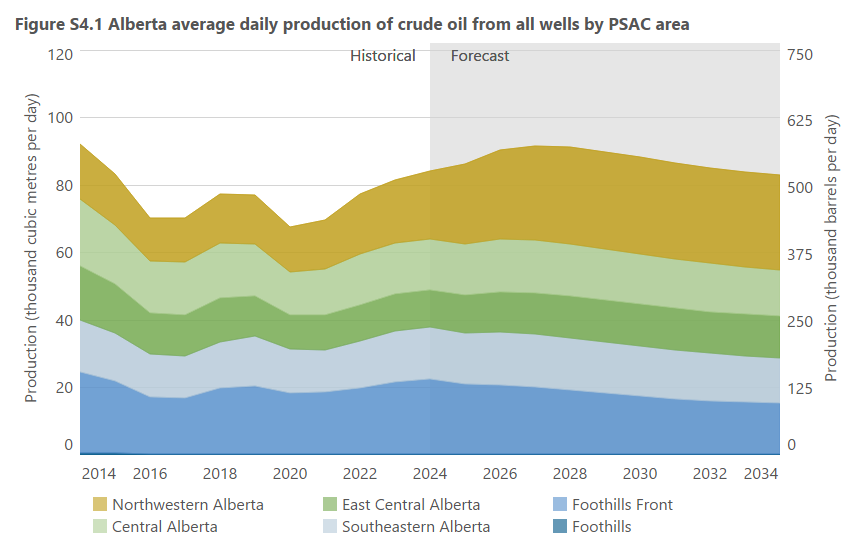 Figure S4.1 Alberta average daily production of crude oil from all wells by PSAC area
120 750
Historical Forecast
100 625
80 500
60 375
40 250
20 125
0 0
Production (thousand cubic metres per day)
Production (thousand barrels per day)
2014 2016 2018 2020 2022 2024 2026 2028 2030 2032 2034
Northwestern Alberta East Central Alberta Foothills Front
Central Alberta Southeastern Alberta Foothills